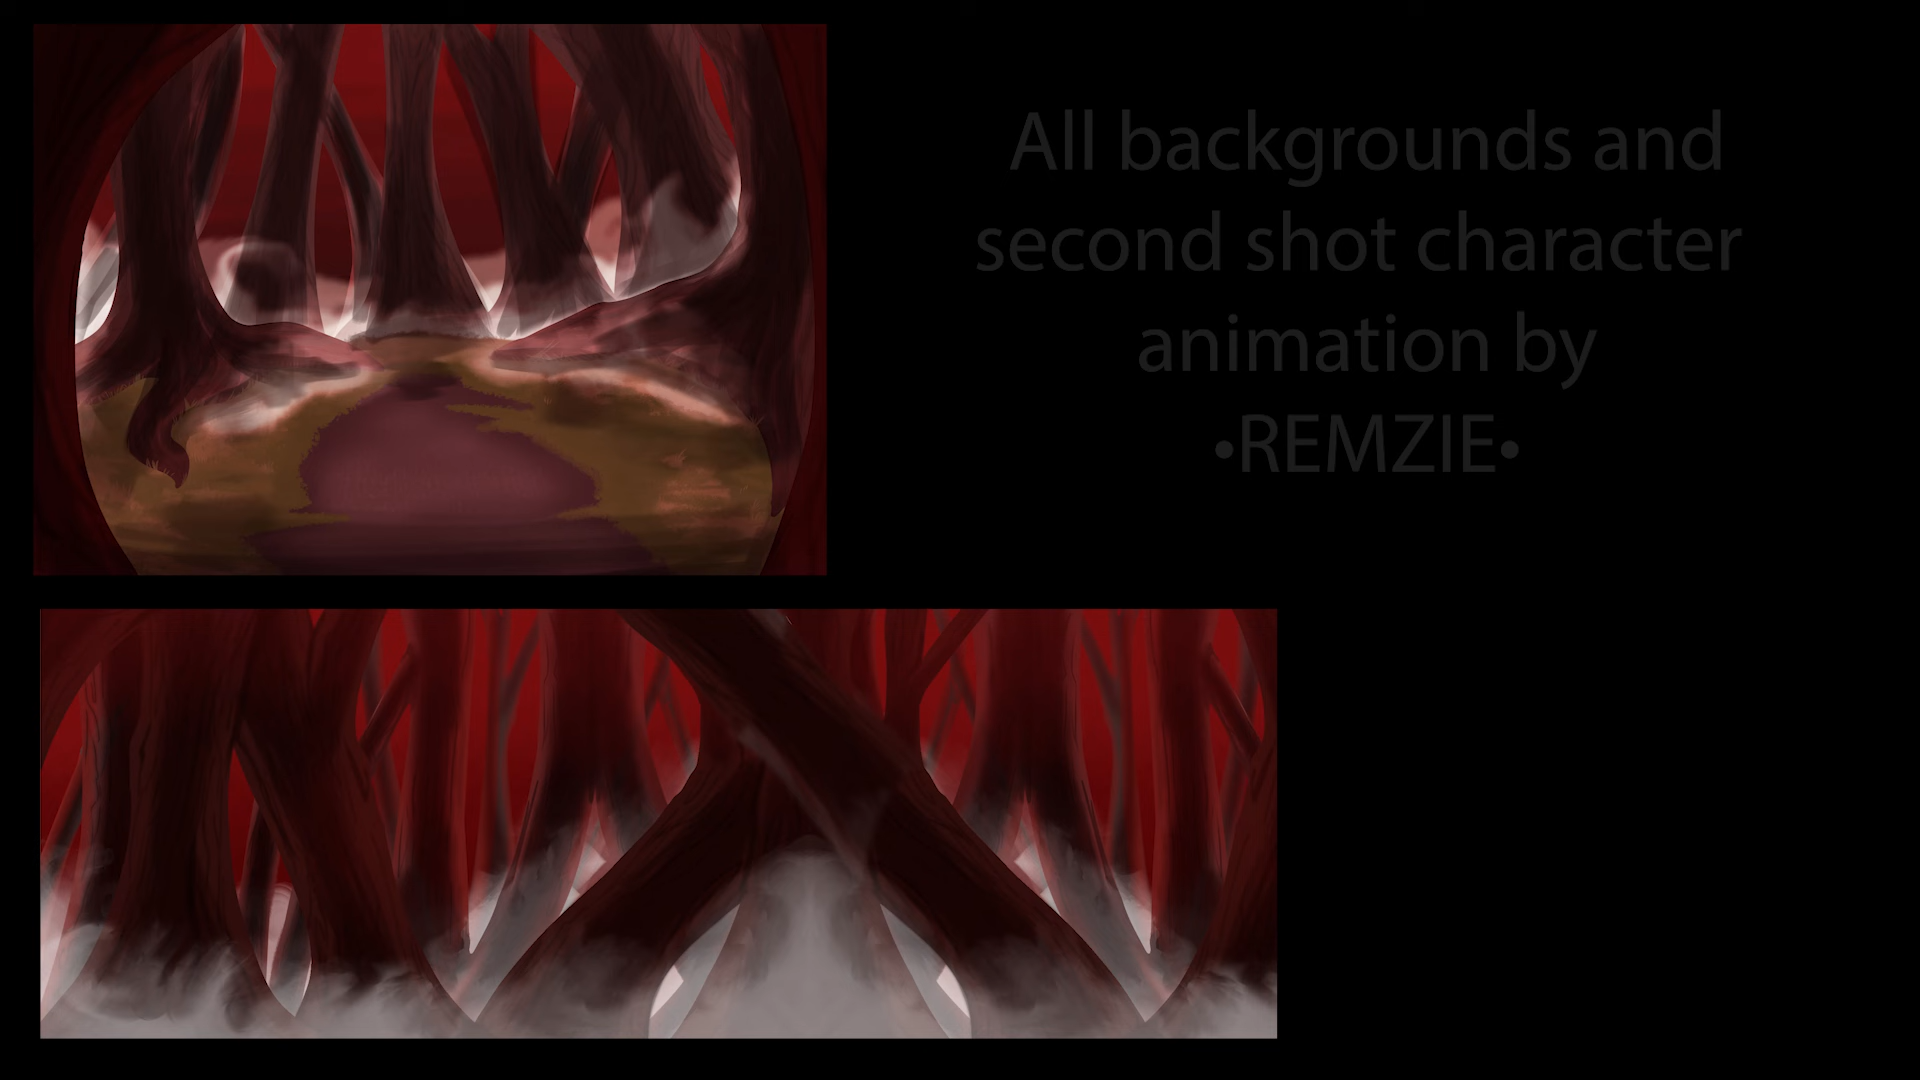 All backgrounds and
second shot character
animation by
•REMZIE•